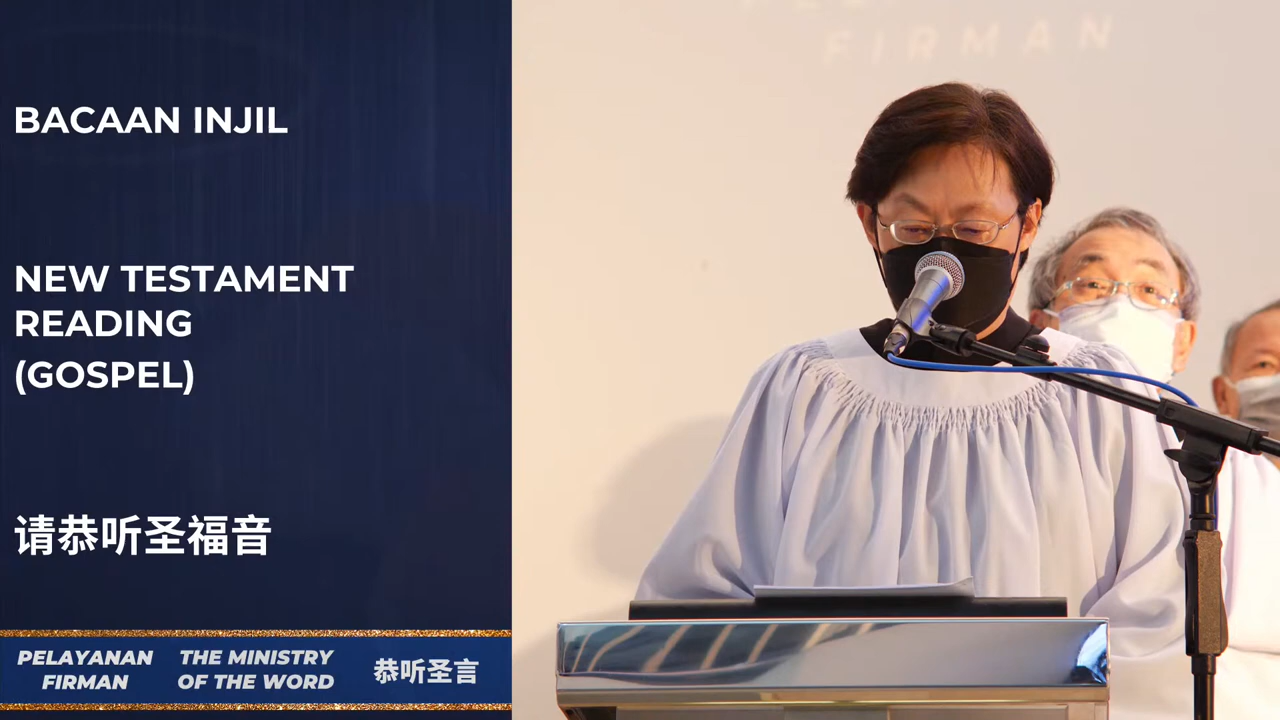 BACAAN INJIL
NEW TESTAMENT
READING
(GOSPEL)
请恭听圣福音
PELAYANAN
FIRMAN
THE MINISTRY
OF THE WORD
恭听圣言
FIRMAN